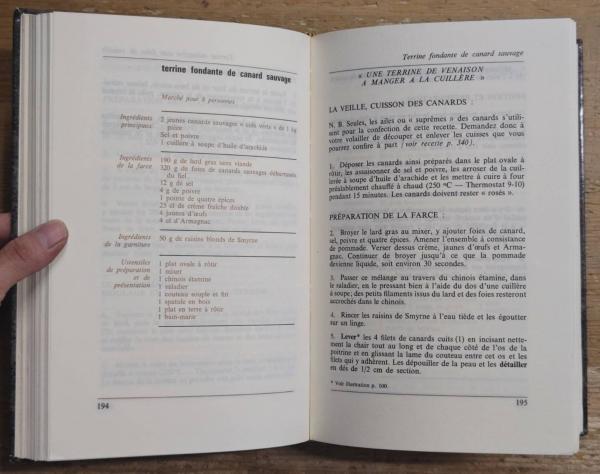 terrine fondante de canard sauvage
Marché pour 8 personnes
Ingrédients principaux
2 jeunes canards sauvages « cols verts » de 1 kg
pièce
Sel et poivre
1 cuillère à soupe d'huile d'arachide
Ingrédients de la farce
190 g de lard gras sans viande
320 g de foies de canards sauvages débarrassés
du fiel
12 g de sel
4 g de poivre
1 pointe de quatre épices
25 cl de crème fraîche double
4 jaunes d'œufs
4 cl d'Armagnac
Ingrédients de la garniture
50 g de raisins blonds de Smyrne
Ustensiles de préparation et de présentation
1 plat ovale à rôtir
1 mixer
1 chinois étamine
1 saladier
1 couteau souple et fin
1 spatule en bois
1 plat en terre à rôtir
1 bain-marie
194
Terrine fondante de canard sauvage
« UNE TERRINE DE VENAISON
A MANGER A LA CUILLÈRE »
LA VEILLE, CUISSON DES CANARDS :
N. B. Seules, les ailes ou « suprêmes » des canards s'utili-
sent pour la confection de cette recette. Demandez donc à
votre volailler de découper et enlever les cuisses que vous
pourrez confire à part (voir recette p. 340).
1. Déposer les canards ainsi préparés dans le plat ovale à
rôtir, les assaisonner de sel et poivre, les arroser de la cuil-
lère à soupe d'huile d'arachide et les mettre à cuire à four
préalablement chauffé à chaud (250 °C — Thermostat 9-10)
pendant 15 minutes. Les canards doivent rester « rosés ».
PRÉPARATION DE LA FARCE :
2. Broyer le lard gras au mixer, y ajouter foies de canard,
sel, poivre et quatre épices. Amener l'ensemble à consistance
de pommade. Verser dessus crème, jaunes d'œufs et Arma-
gnac. Continuer de broyer jusqu'à ce que la pommade
devienne liquide, soit environ 30 secondes.
3. Passer ce mélange au travers du chinois étamine, dans
le saladier, en le pressant bien à l'aide du dos d'une cuillère
à soupe; des petits filaments issus du lard et des foies resteront
accrochés dans le chinois.
4. Rincer les raisins de Smyrne à l'eau tiède et les égoutter
sur un linge.
5. Lever* les 4 filets de canards cuits (1) en incisant nette-
ment la chair tout au long et de chaque côté de l'os de la
poitrine et en glissant la lame du couteau entre cet os et les
filets qui y adhèrent. Les dépouiller de la peau et les détailler
en dés de 1/2 cm de section.
* Voir illustration p. 100.
195